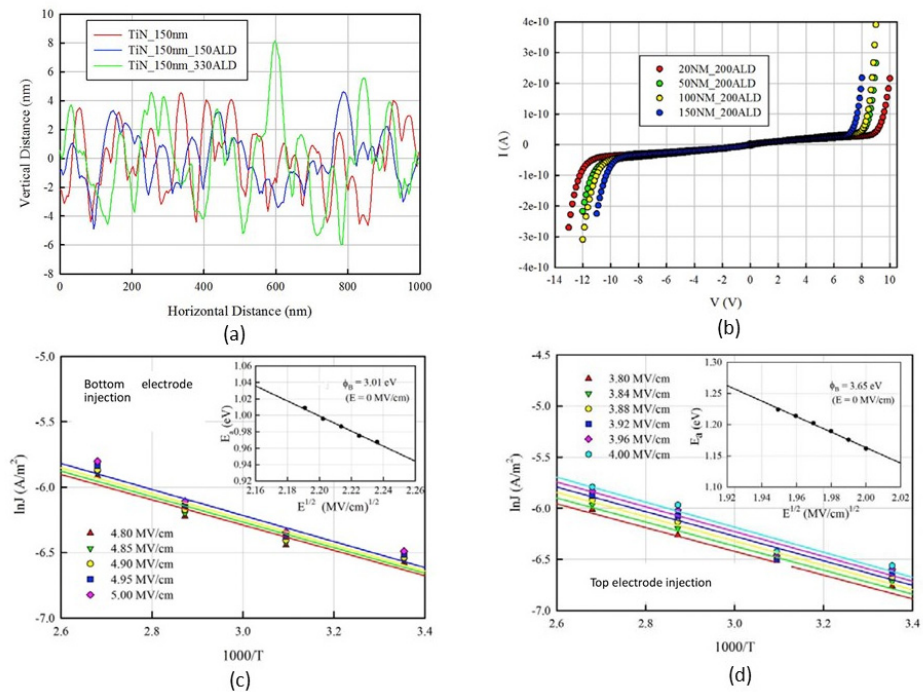 10
8
6
4
2
0
-2
-4
-6
-8
Vertical Distance (nm)
TiN_150nm
TiN_150nm_150ALD
TiN_150nm_330ALD
0 200 400 600 800 1000
Horizontal Distance (nm)
(a)
4e-10
3e-10
2e-10
1e-10
0
-1e-10
-2e-10
-3e-10
-4e-10
I (A)
20NM_200ALD
50NM_200ALD
100NM_200ALD
150NM_200ALD
-14 -12 -10 -8 -6 -4 -2 0 2 4 6 8 10
V (V)
(b)
-5.0
-5.5
-6.0
-6.5
-7.0
lnJ (A/m²)
Bottom electrode
injection
1.06
1.04
1.02
1.00
0.98
0.96
0.94
0.92
(eV)
ϕB = 3.01 eV
(E = 0 MV/cm)
2.16 2.18 2.20 2.22 2.24 2.26
E1/2 (MV/cm)1/2
4.80 MV/cm
4.85 MV/cm
4.90 MV/cm
4.95 MV/cm
5.00 MV/cm
2.6 2.8 3.0 3.2 3.4
1000/T
(c)
-4.5
-5.0
-5.5
-6.0
-6.5
-7.0
lnJ (A/m²)
3.80 MV/cm
3.84 MV/cm
3.88 MV/cm
3.92 MV/cm
3.96 MV/cm
4.00 MV/cm
1.30
1.25
1.20
1.15
1.10
Ea (eV)
ϕB = 3.65 eV
(E = 0 MV/cm)
1.92 1.94 1.96 1.98 2.00 2.02
E1/2 (MV/cm)1/2
Top electrode injection
2.6 2.8 3.0 3.2 3.4
1000/T
(d)